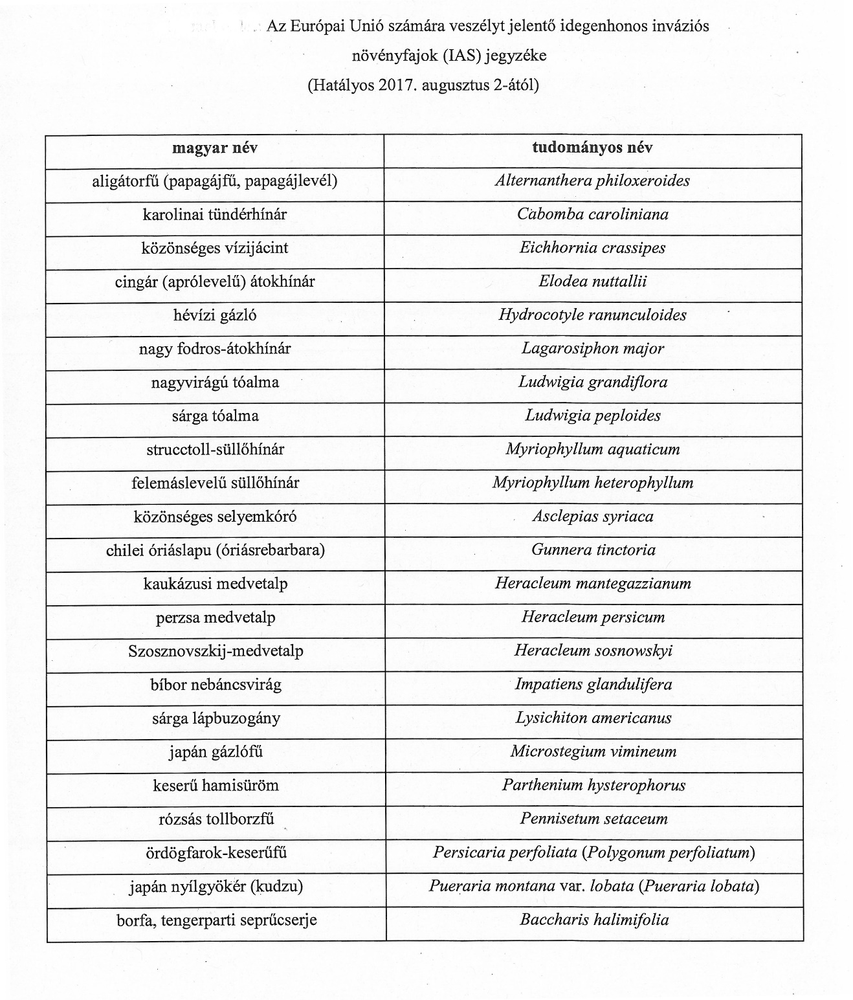 Az Európai Unió számára veszélyt jelentő idegenhonos inváziós
növényfajok (IAS) jegyzéke
(Hatályos 2017. augusztus 2-ától)
magyar név tudományos név
aligátorfű (papagájfű, papagájlevél) Alternanthera philoxeroides
karolinai tündérhínár Cabomba caroliniana
közönséges vízijácint Eichhornia crassipes
cingár (aprólevelű) átokhínár Elodea nuttallii
hévízi gázló Hydrocotyle ranunculoides
nagy fodros-átokhínár Lagarosiphon major
nagyvirágú tóalma Ludwigia grandiflora
sárga tóalma Ludwigia peploides
strucctoll-süllőhínár Myriophyllum aquaticum
felemáslevelű süllőhínár Myriophyllum heterophyllum
közönséges selyemkóró Asclepias syriaca
chilei óriáslapu (óriásrebarbara) Gunnera tinctoria
kaukázusi medvetalp Heracleum mantegazzianum
perzsa medvetalp Heracleum persicum
Szosznovszkij-medvetalp Heracleum sosnowskyi
bíbor nebáncsvirág Impatiens glandulifera
sárga lápbuzogány Lysichiton americanus
japán gázlófű Microstegium vimineum
keserű hamisüröm Parthenium hysterophorus
rózsás tollborzfű Pennisetum setaceum
ördögfarok-keserűfű Persicaria perfoliata (Polygonum perfoliatum)
japán nyílgyökér (kudzu) Pueraria montana var. lobata (Pueraria lobata)
borfa, tengerparti seprűcserje Baccharis halimifolia